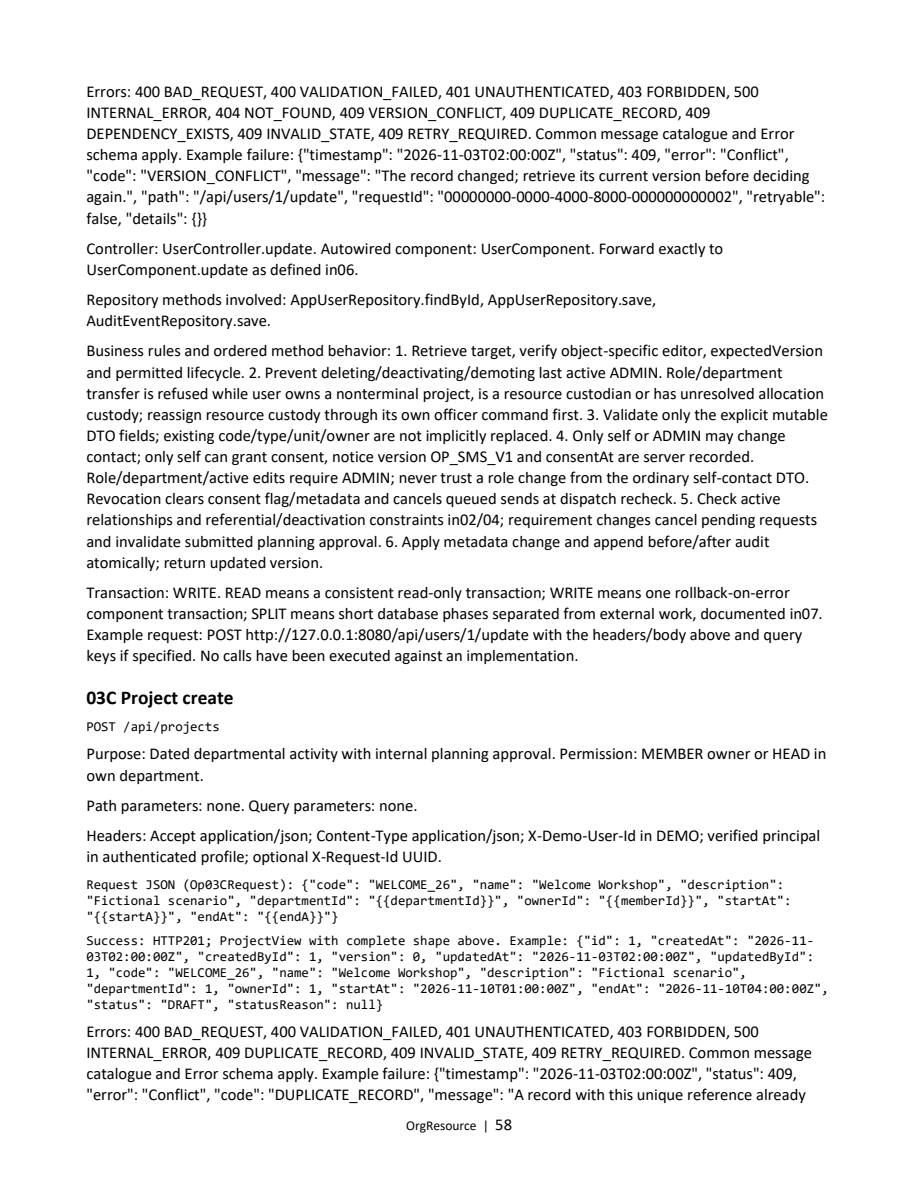 Errors: 400 BAD_REQUEST, 400 VALIDATION_FAILED, 401 UNAUTHENTICATED, 403 FORBIDDEN, 500
INTERNAL_ERROR, 404 NOT_FOUND, 409 VERSION_CONFLICT, 409 DUPLICATE_RECORD, 409
DEPENDENCY_EXISTS, 409 INVALID_STATE, 409 RETRY_REQUIRED. Common message catalogue and Error
schema apply. Example failure: {"timestamp": "2026-11-03T02:00:00Z", "status": 409, "error": "Conflict",
"code": "VERSION_CONFLICT", "message": "The record changed; retrieve its current version before deciding
again.", "path": "/api/users/1/update", "requestId": "00000000-0000-4000-8000-000000000002", "retryable":
false, "details": {}}
Controller: UserController.update. Autowired component: UserComponent. Forward exactly to
UserComponent.update as defined in06.
Repository methods involved: AppUserRepository.findById, AppUserRepository.save,
AuditEventRepository.save.
Business rules and ordered method behavior: 1. Retrieve target, verify object-specific editor, expectedVersion
and permitted lifecycle. 2. Prevent deleting/deactivating/demoting last active ADMIN. Role/department
transfer is refused while user owns a nonterminal project, is a resource custodian or has unresolved allocation
custody; reassign resource custody through its own officer command first. 3. Validate only the explicit mutable
DTO fields; existing code/type/unit/owner are not implicitly replaced. 4. Only self or ADMIN may change
contact; only self can grant consent, notice version OP_SMS_V1 and consentAt are server recorded.
Role/department/active edits require ADMIN; never trust a role change from the ordinary self-contact DTO.
Revocation clears consent flag/metadata and cancels queued sends at dispatch recheck. 5. Check active
relationships and referential/deactivation constraints in02/04; requirement changes cancel pending requests
and invalidate submitted planning approval. 6. Apply metadata change and append before/after audit
atomically; return updated version.
Transaction: WRITE. READ means a consistent read-only transaction; WRITE means one rollback-on-error
component transaction; SPLIT means short database phases separated from external work, documented in07.
Example request: POST http://127.0.0.1:8080/api/users/1/update with the headers/body above and query
keys if specified. No calls have been executed against an implementation.
03C Project create
POST /api/projects
Purpose: Dated departmental activity with internal planning approval. Permission: MEMBER owner or HEAD in
own department.
Path parameters: none. Query parameters: none.
Headers: Accept application/json; Content-Type application/json; X-Demo-User-Id in DEMO; verified principal
in authenticated profile; optional X-Request-Id UUID.
Request JSON (Op03CRequest): {"code": "WELCOME_26", "name": "Welcome Workshop", "description":
"Fictional scenario", "departmentId": "{{departmentId}}", "ownerId": "{{memberId}}", "startAt":
"{{startA}}", "endAt": "{{endA}}"}
Success: HTTP201; ProjectView with complete shape above. Example: {"id": 1, "createdAt": "2026-11-
03T02:00:00Z", "createdById": 1, "version": 0, "updatedAt": "2026-11-03T02:00:00Z", "updatedById":
1, "code": "WELCOME_26", "name": "Welcome Workshop", "description": "Fictional scenario",
"departmentId": 1, "ownerId": 1, "startAt": "2026-11-10T01:00:00Z", "endAt": "2026-11-10T04:00:00Z",
"status": "DRAFT", "statusReason": null}
Errors: 400 BAD_REQUEST, 400 VALIDATION_FAILED, 401 UNAUTHENTICATED, 403 FORBIDDEN, 500
INTERNAL_ERROR, 409 DUPLICATE_RECORD, 409 INVALID_STATE, 409 RETRY_REQUIRED. Common message
catalogue and Error schema apply. Example failure: {"timestamp": "2026-11-03T02:00:00Z", "status": 409,
"error": "Conflict", "code": "DUPLICATE_RECORD", "message": "A record with this unique reference already
OrgResource | 58